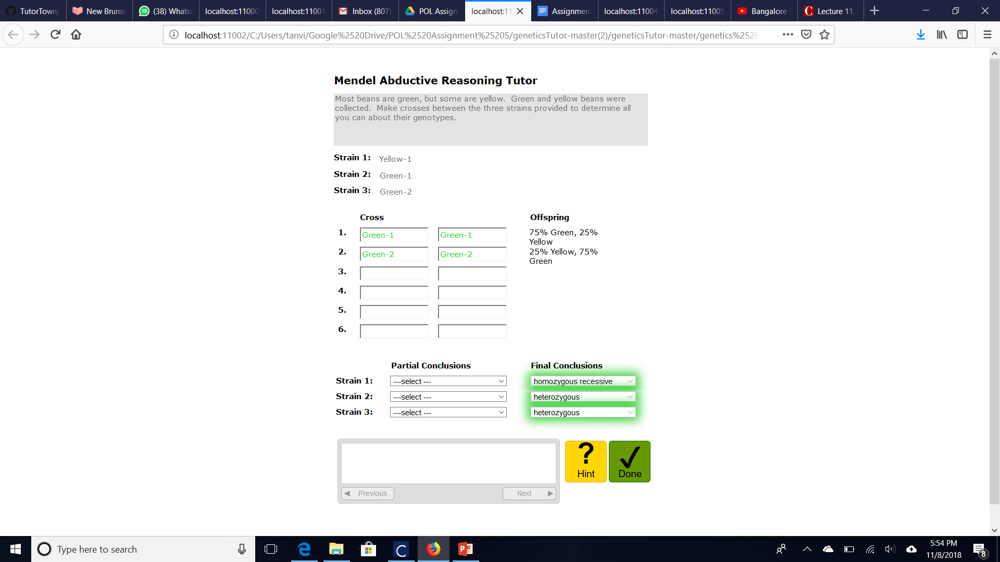 TutorTown/
New Brunsw
(38) WhatsA
localhost:11000
localhost:11001
Inbox (807)
POL Assign
localhost:11
Assignment
localhost:11004
localhost:11005
Bangalore
Lecture 11.
localhost:11002/C:/Users/tanvi/Google%2520Drive/POL%2520Assignment%25205/geneticsTutor-master(2)/geneticsTutor-master/genetics%2520
Mendel Abductive Reasoning Tutor
Most beans are green, but some are yellow. Green and yellow beans were
collected. Make crosses between the three strains provided to determine all
you can about their genotypes.
Strain 1: Yellow-1
Strain 2: Green-1
Strain 3: Green-2
Cross Offspring
1. Green-1 Green-1 75% Green, 25%
Yellow
2. Green-2 Green-2 25% Yellow, 75%
Green
3.
4.
5.
6.
Partial Conclusions Final Conclusions
Strain 1: ---select --- homozygous recessive
Strain 2: ---select --- heterozygous
Strain 3: ---select --- heterozygous
? Hint
Done
Previous Next
Type here to search
5:54 PM
11/8/2018
8